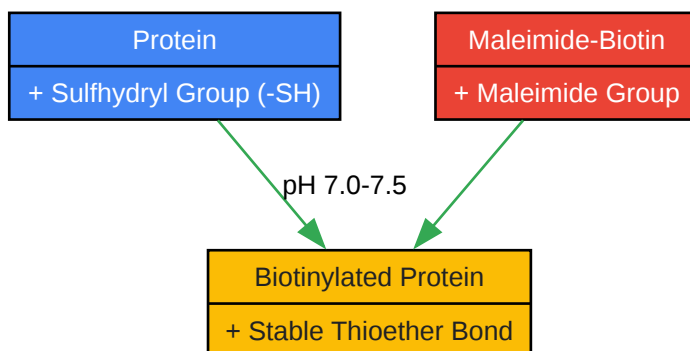 Protein
+ Sulfhydryl Group (-SH)
Maleimide-Biotin
+ Maleimide Group
pH 7.0-7.5
Biotinylated Protein
+ Stable Thioether Bond